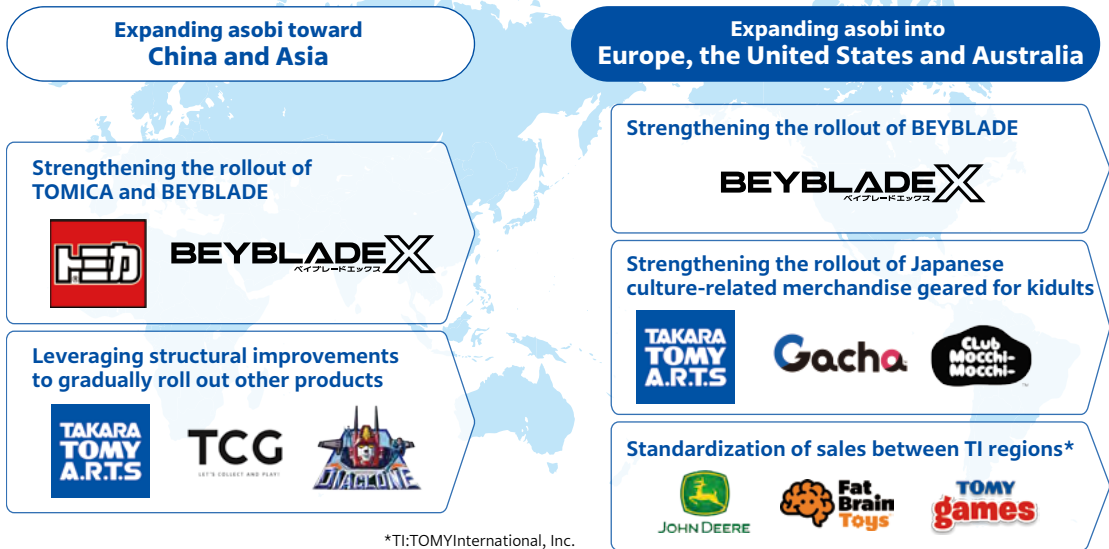 Expanding asobi toward
China and Asia
Strengthening the rollout of
TOMICA and BEYBLADE
トミカ
BEYBLADE X
ベイブレードエックス
Leveraging structural improvements
to gradually roll out other products
TAKARA
TOMY
A.R.T.S
TCG
LET'S COLLECT AND PLAY!
DIACLONE
*TI:TOMYInternational, Inc.
Expanding asobi into
Europe, the United States and Australia
Strengthening the rollout of BEYBLADE
BEYBLADE X
ベイブレードエックス
Strengthening the rollout of Japanese
culture-related merchandise geared for kidults
TAKARA
TOMY
A.R.T.S
Gacha
CLub
Mocchi-
Mocchi-
™
Standardization of sales between TI regions*
JOHN DEERE
Fat
Brain
Toys
TOMY
games